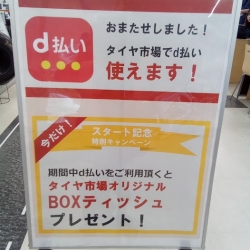 d払い
おまたせしました！
タイヤ市場でd払い
使えます！
今だけ！
スタート記念
特別キャンペーン
期間中d払いをご利用頂くと
タイヤ市場オリジナル
BOXティッシュ
プレゼント！